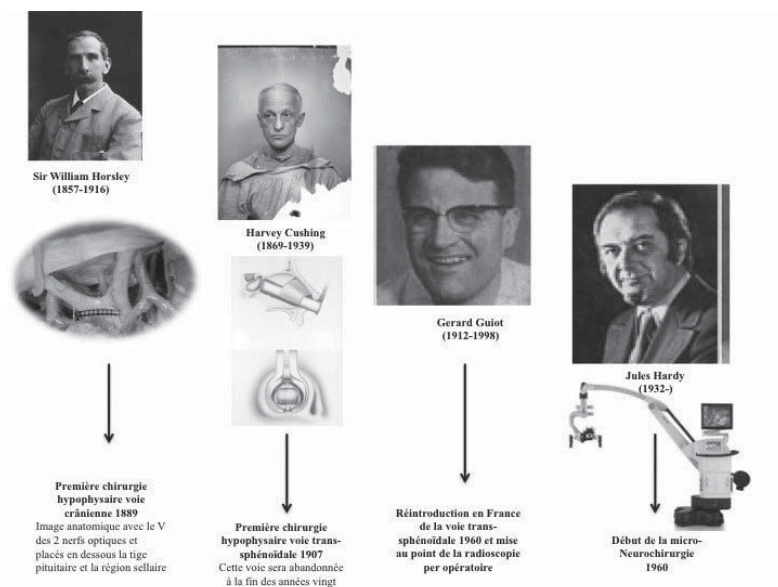 Sir William Horsley
(1857-1916)
Première chirurgie
hypophysaire voie
crânienne 1889
Image anatomique avec le V
des 2 nerfs optiques et
placés en dessous la tige
pituitaire et la région sellaire
Harvey Cushing
(1869-1939)
Première chirurgie
hypophysaire voie trans-
sphénoïdale 1907
Cette voie sera abandonnée
à la fin des années vingt
Gerard Guiot
(1912-1998)
Réintroduction en France
de la voie trans-
sphénoïdale 1960 et mise
au point de la radioscopie
per opératoire
Jules Hardy
(1932-)
Début de la micro-
Neurochirurgie
1960